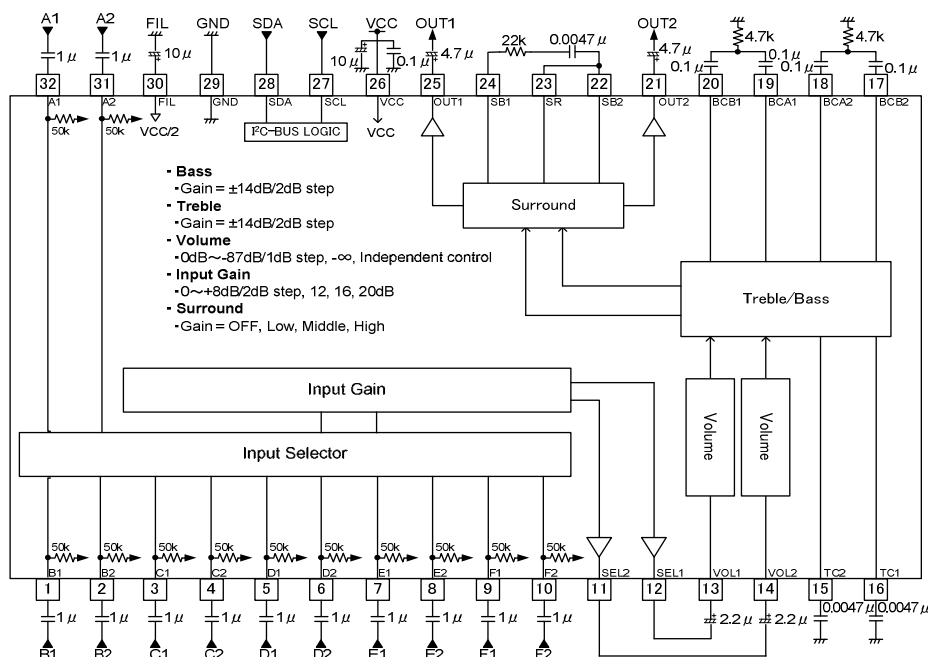 A1 A2 FIL GND SDA SCL VCC OUT1 OUT2
4.7k 4.7k
22k 0.0047μ
1μ 1μ 10μ 10μ 0.1μ 4.7μ 4.7μ 0.1μ 0.1μ 0.1μ 0.1μ
32 31 30 29 28 27 26 25 24 23 22 21 20 19 18 17
A1 A2 FIL GND SDA SCL VCC OUT1 SB1 SR SB2 OUT2 BCB1 BCA1 BCA2 BCB2
50k 50k VCC/2 I²C-BUS LOGIC VCC
・Bass
-Gain = ±14dB/2dB step
・Treble
-Gain = ±14dB/2dB step
・Volume
-0dB～-87dB/1dB step, -∞, Independent control
・Input Gain
-0～+8dB/2dB step, 12, 16, 20dB
・Surround
-Gain = OFF, Low, Middle, High
Surround
Treble/Bass
Input Gain
Volume
Volume
Input Selector
50k 50k 50k 50k 50k 50k 50k 50k 50k 50k
B1 B2 C1 C2 D1 D2 E1 E2 F1 F2 SEL2 SEL1 VOL1 VOL2 TC2 TC1
1 2 3 4 5 6 7 8 9 10 11 12 13 14 15 16
1μ 1μ 1μ 1μ 1μ 1μ 1μ 1μ 1μ 1μ 2.2μ 2.2μ 0.0047μ 0.0047μ
B1 B2 C1 C2 D1 D2 E1 E2 F1 F2